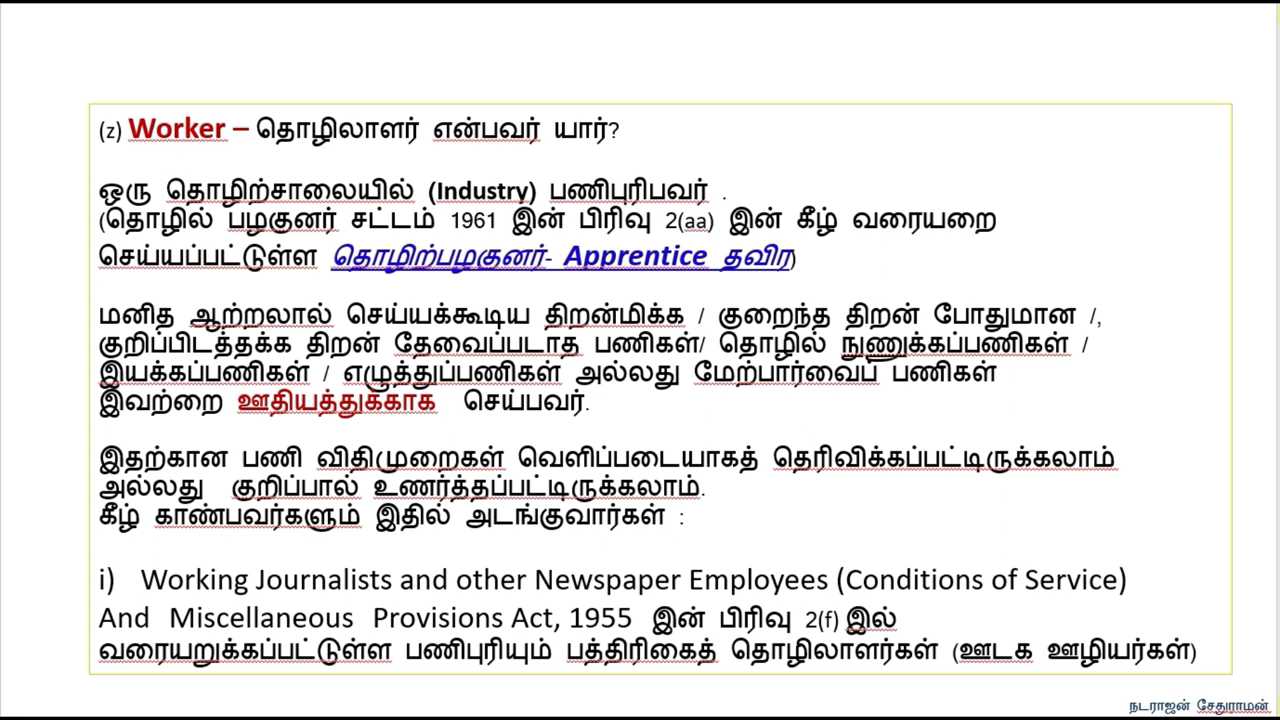 (z) Worker – தொழிலாளர் என்பவர் யார்?
ஒரு தொழிற்சாலையில் (Industry) பணிபுரிபவர் .
(தொழில் பழகுனர் சட்டம் 1961 இன் பிரிவு 2(aa) இன் கீழ் வரையறை
செய்யப்பட்டுள்ள தொழிற்பழகுனர்- Apprentice தவிர)
மனித ஆற்றலால் செய்யக்கூடிய திறன்மிக்க / குறைந்த திறன் போதுமான /,
குறிப்பிடத்தக்க திறன் தேவைப்படாத பணிகள்/ தொழில் நுணுக்கப்பணிகள் /
இயக்கப்பணிகள் / எழுத்துப்பணிகள் அல்லது மேற்பார்வைப் பணிகள்
இவற்றை ஊதியத்துக்காக செய்பவர்.
இதற்கான பணி விதிமுறைகள் வெளிப்படையாகத் தெரிவிக்கப்பட்டிருக்கலாம்
அல்லது குறிப்பால் உணர்த்தப்பட்டிருக்கலாம்.
கீழ் காண்பவர்களும் இதில் அடங்குவார்கள் :
i) Working Journalists and other Newspaper Employees (Conditions of Service)
And Miscellaneous Provisions Act, 1955 இன் பிரிவு 2(f) இல்
வரையறுக்கப்பட்டுள்ள பணிபுரியும் பத்திரிகைத் தொழிலாளர்கள் (ஊடக ஊழியர்கள்)
நடராஜன் சேதுராமன்